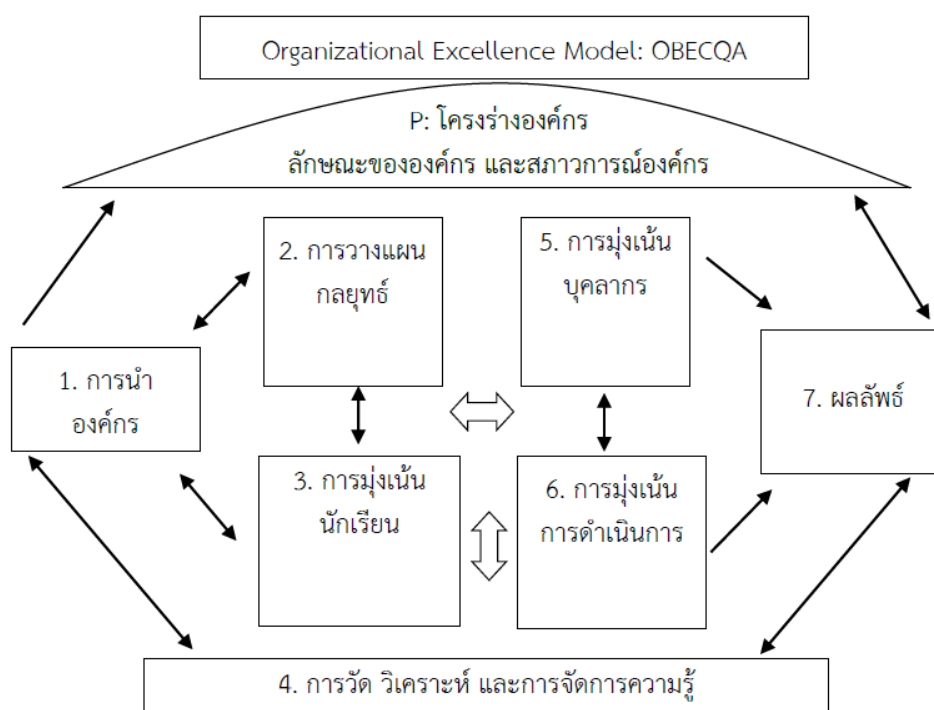 Organizational Excellence Model: OBECQA
P: โครงร่างองค์กร
ลักษณะขององค์กร และสภาวการณ์องค์กร
2. การวางแผน
กลยุทธ์
5. การมุ่งเน้น
บุคลากร
1. การนำ
องค์กร
7. ผลลัพธ์
3. การมุ่งเน้น
นักเรียน
6. การมุ่งเน้น
การดำเนินการ
4. การวัด วิเคราะห์ และการจัดการความรู้